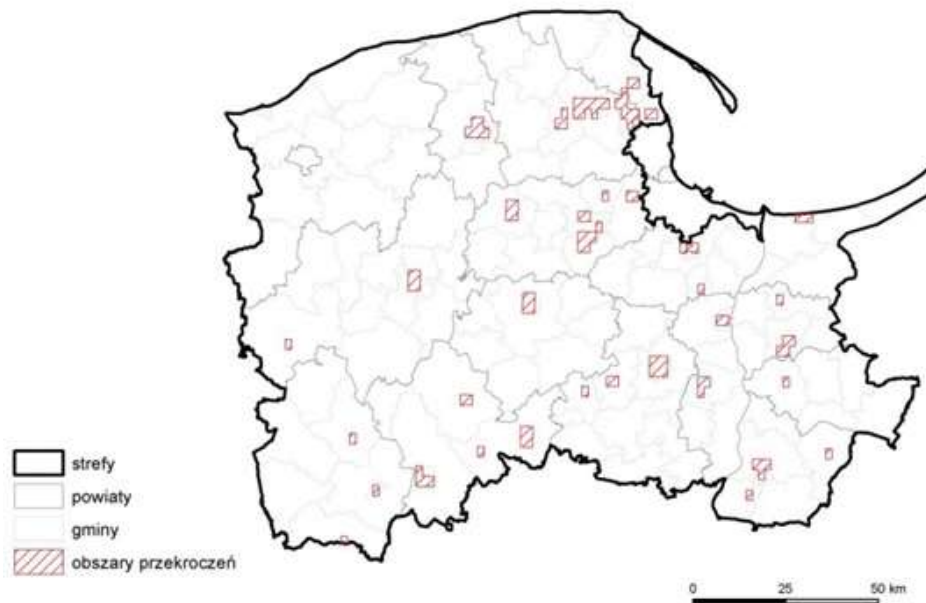 strefy
powiaty
gminy
obszary przekroczeń
0 25 50 km